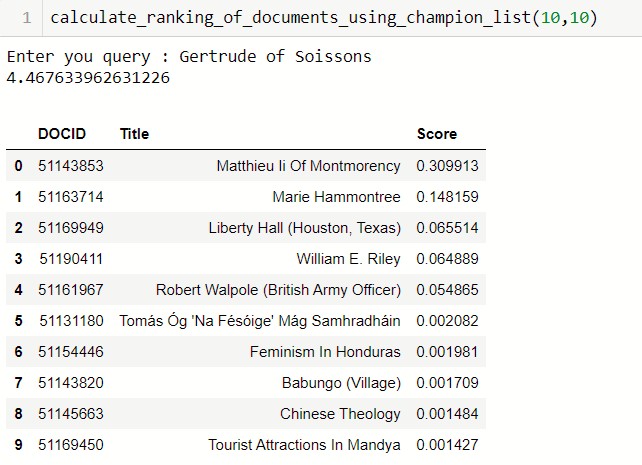 1 calculate_ranking_of_documents_using_champion_list(10,10)
Enter you query : Gertrude of Soissons
4.467633962631226
DOCID Title Score
0 51143853 Matthieu Ii Of Montmorency 0.309913
1 51163714 Marie Hammontree 0.148159
2 51169949 Liberty Hall (Houston, Texas) 0.065514
3 51190411 William E. Riley 0.064889
4 51161967 Robert Walpole (British Army Officer) 0.054865
5 51131180 Tomás Óg 'Na Fésóige' Mág Samhradháin 0.002082
6 51154446 Feminism In Honduras 0.001981
7 51143820 Babungo (Village) 0.001709
8 51145663 Chinese Theology 0.001484
9 51169450 Tourist Attractions In Mandya 0.001427